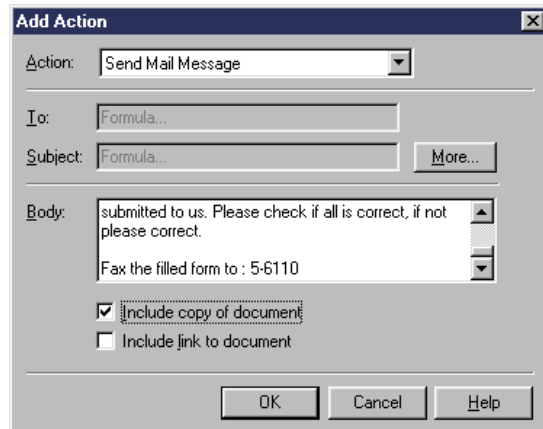 Add Action
Action: Send Mail Message
To: Formula...
Subject: Formula... More...
Body: submitted to us. Please check if all is correct, if not
please correct.
Fax the filled form to : 5-6110
Include copy of document
Include link to document
OK Cancel Help